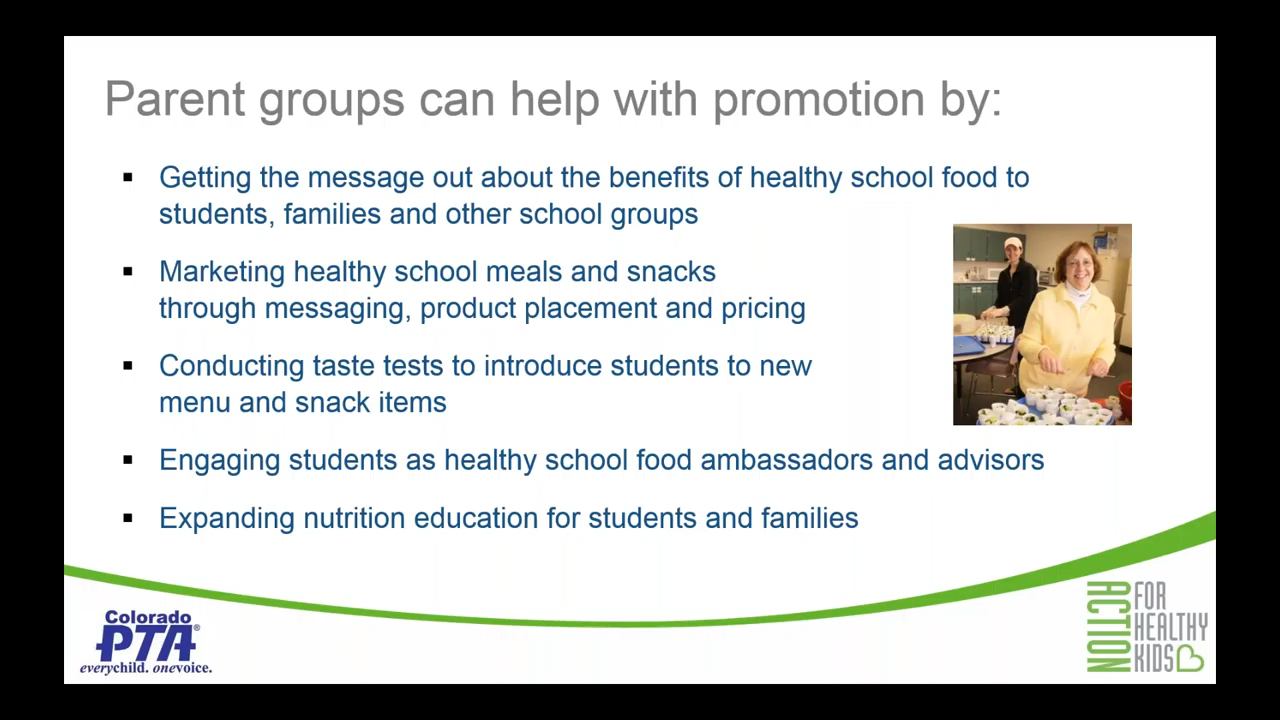 Parent groups can help with promotion by:
▪ Getting the message out about the benefits of healthy school food to
students, families and other school groups
▪ Marketing healthy school meals and snacks
through messaging, product placement and pricing
▪ Conducting taste tests to introduce students to new
menu and snack items
▪ Engaging students as healthy school food ambassadors and advisors
▪ Expanding nutrition education for students and families
Colorado
PTA®
everychild. onevoice.
ACTION
FOR
HEALTHY
KIDS